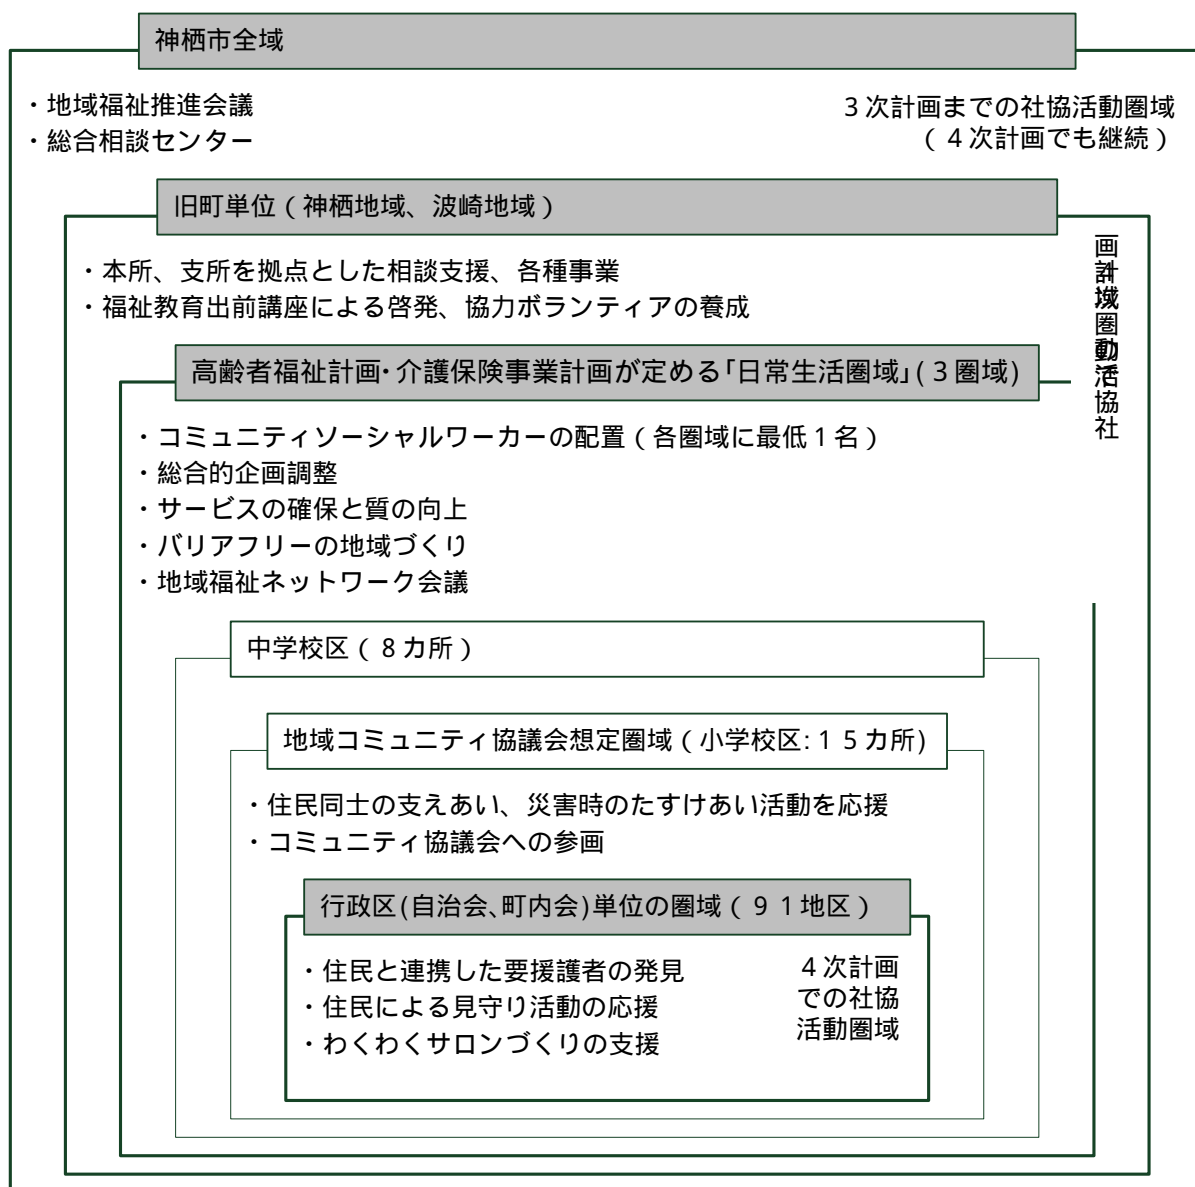 神栖市全域
・地域福祉推進会議
・総合相談センター
３次計画までの社協活動圏域
（４次計画でも継続）
旧町単位（神栖地域、波崎地域）
・本所、支所を拠点とした相談支援、各種事業
・福祉教育出前講座による啓発、協力ボランティアの養成
高齢者福祉計画・介護保険事業計画が定める「日常生活圏域」(３圏域)
・コミュニティソーシャルワーカーの配置（各圏域に最低１名）
・総合的企画調整
・サービスの確保と質の向上
・バリアフリーの地域づくり
・地域福祉ネットワーク会議
中学校区（８カ所）
地域コミュニティ協議会想定圏域（小学校区:１５カ所)
・住民同士の支えあい、災害時のたすけあい活動を応援
・コミュニティ協議会への参画
行政区(自治会、町内会)単位の圏域（９１地区）
・住民と連携した要援護者の発見
・住民による見守り活動の応援
・わくわくサロンづくりの支援
４次計画
での社協
活動圏域